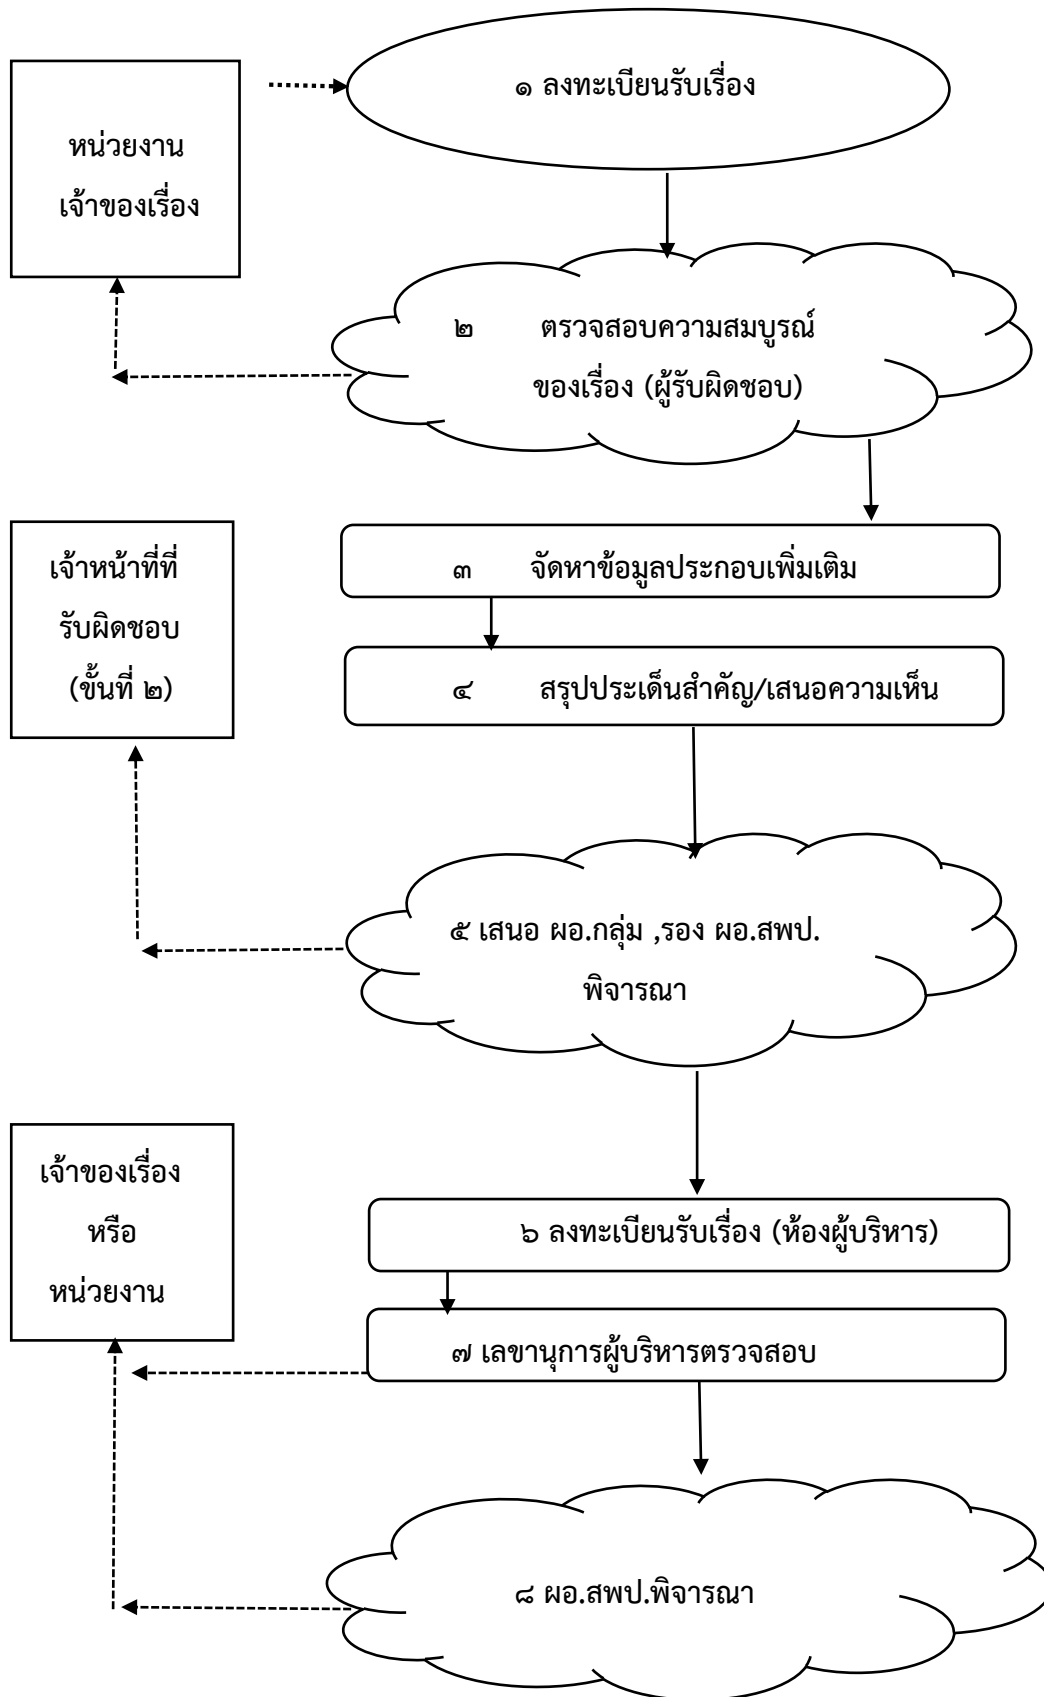 ๑ ลงทะเบียนรับเรื่อง
หน่วยงาน
เจ้าของเรื่อง
๒ ตรวจสอบความสมบูรณ์
ของเรื่อง (ผู้รับผิดชอบ)
๓ จัดหาข้อมูลประกอบเพิ่มเติม
เจ้าหน้าที่ที่
รับผิดชอบ
(ขั้นที่ ๒)
๔ สรุปประเด็นสำคัญ/เสนอความเห็น
๕ เสนอ ผอ.กลุ่ม ,รอง ผอ.สพป.
พิจารณา
เจ้าของเรื่อง
หรือ
หน่วยงาน
๖ ลงทะเบียนรับเรื่อง (ห้องผู้บริหาร)
๗ เลขานุการผู้บริหารตรวจสอบ
๘ ผอ.สพป.พิจารณา